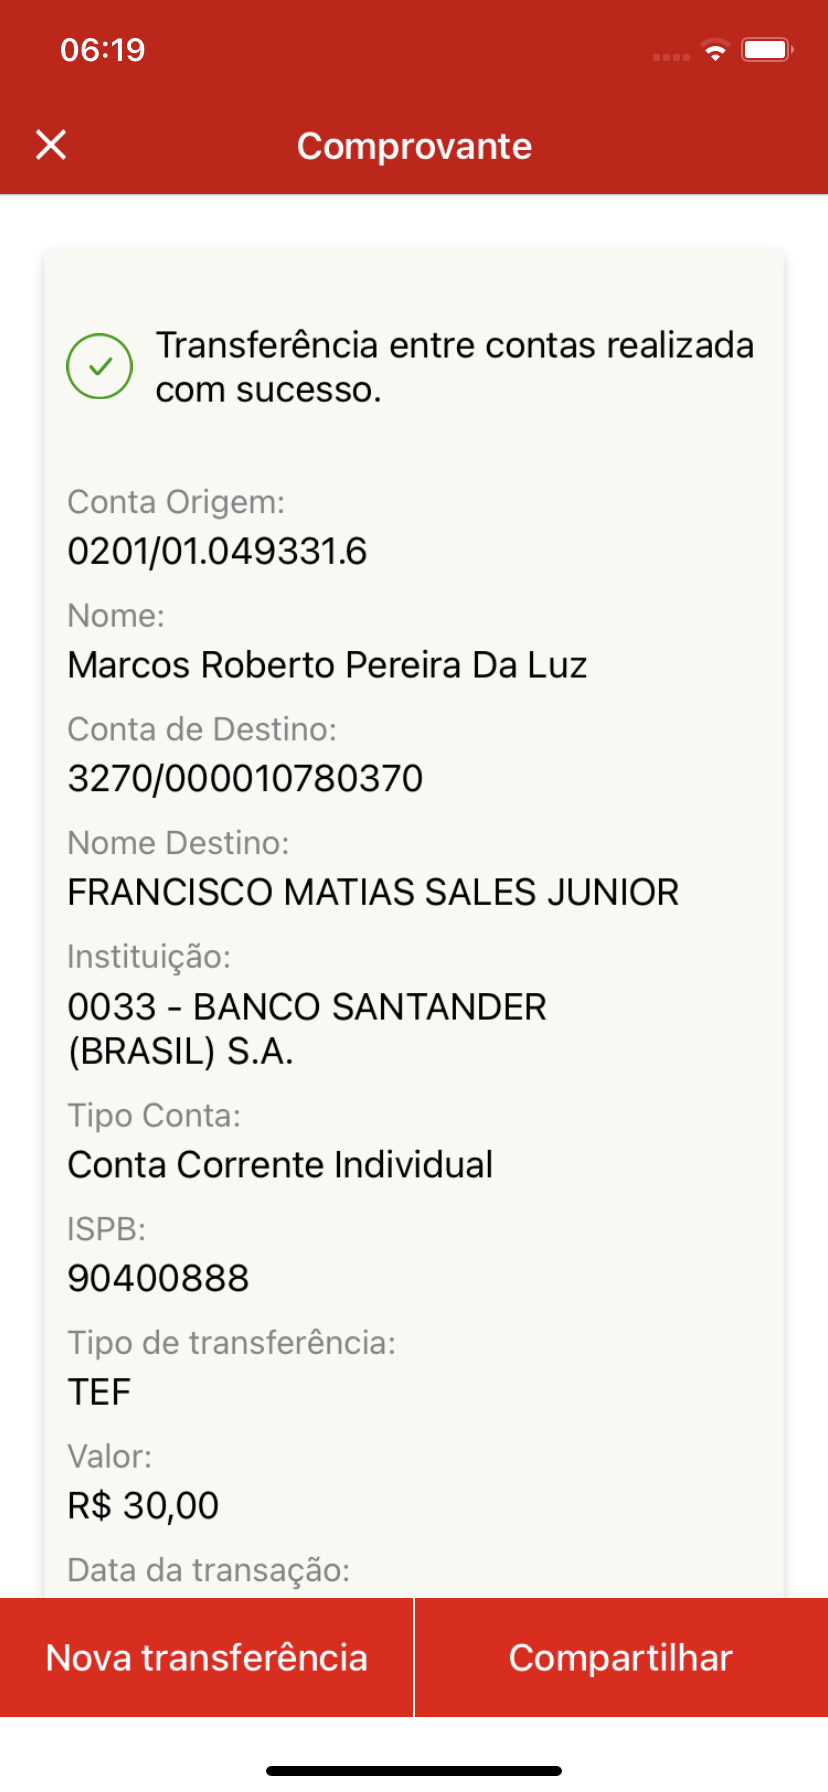 06:19
Comprovante
Transferência entre contas realizada
com sucesso.
Conta Origem:
0201/01.049331.6
Nome:
Marcos Roberto Pereira Da Luz
Conta de Destino:
3270/000010780370
Nome Destino:
FRANCISCO MATIAS SALES JUNIOR
Instituição:
0033 - BANCO SANTANDER
(BRASIL) S.A.
Tipo Conta:
Conta Corrente Individual
ISPB:
90400888
Tipo de transferência:
TEF
Valor:
R$ 30,00
Data da transação:
Nova transferência
Compartilhar